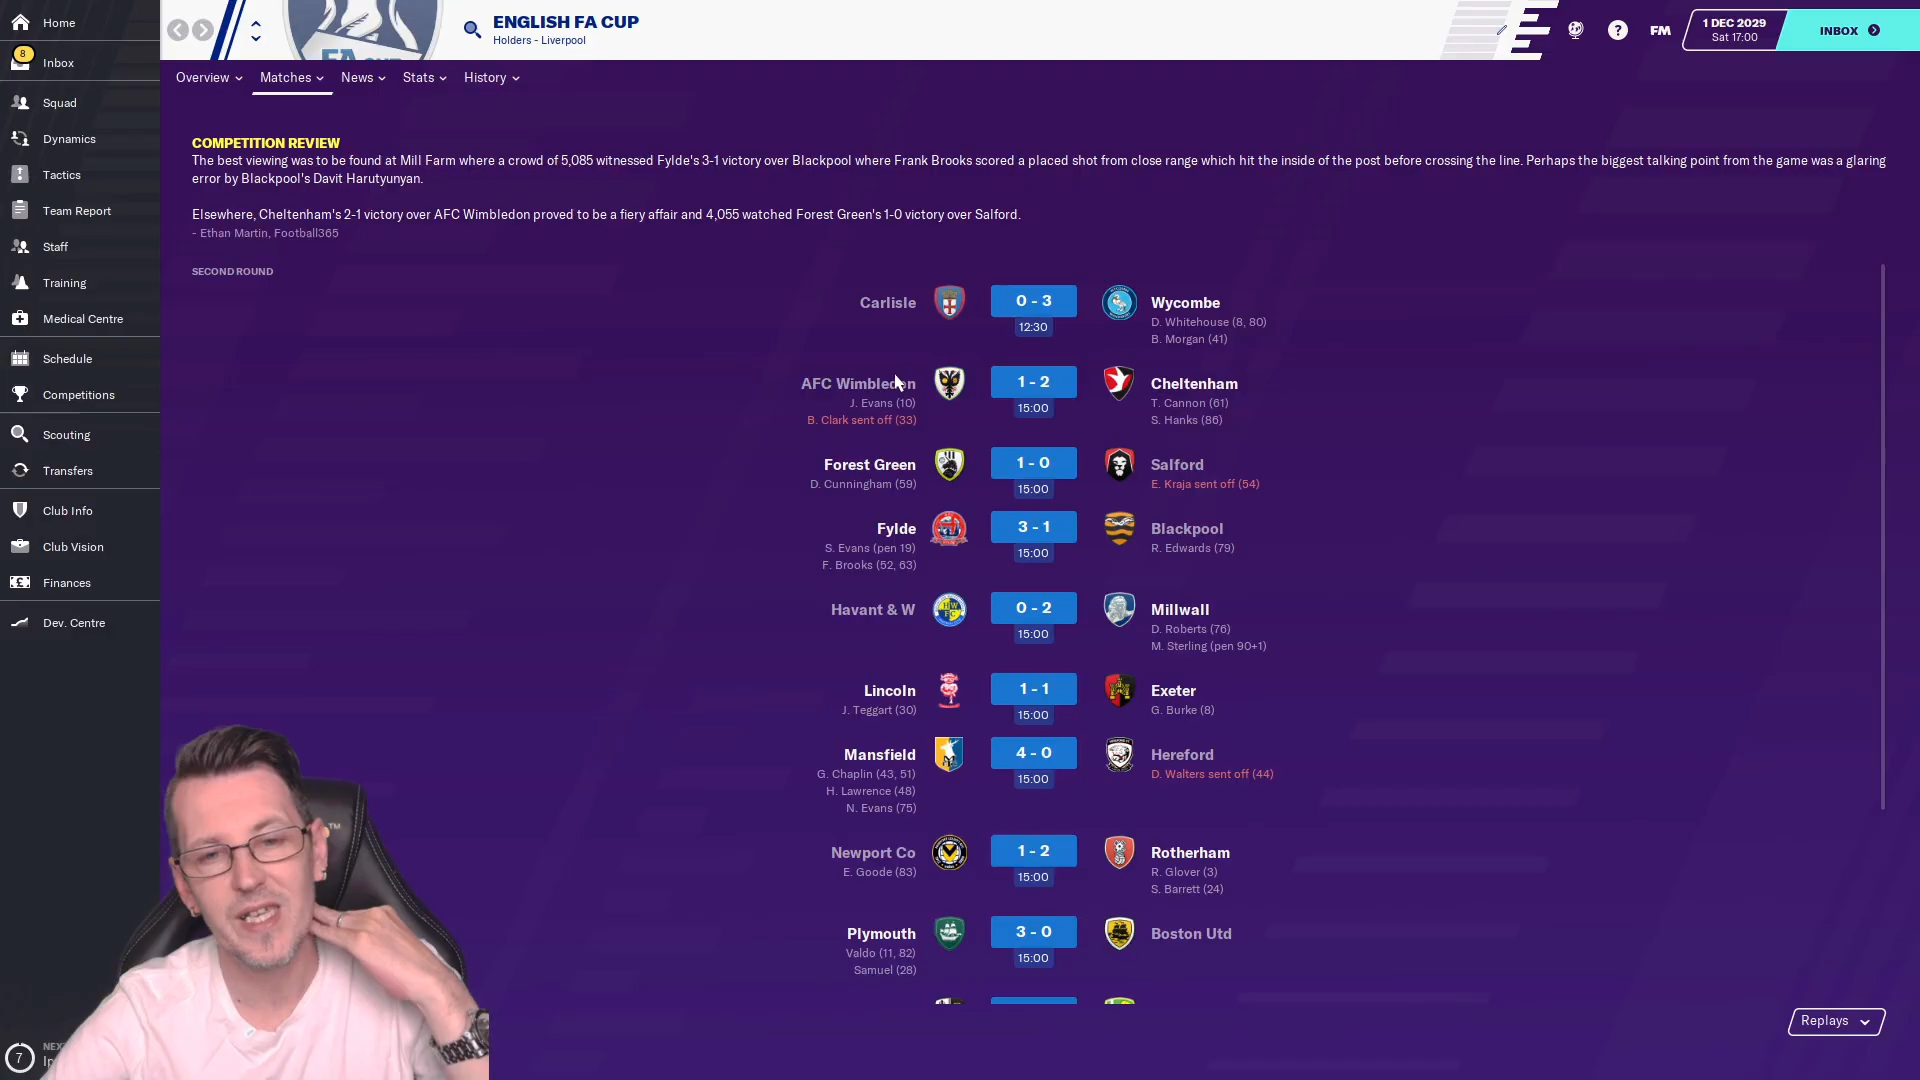 Home
8
Inbox
Squad
Dynamics
Tactics
Team Report
Staff
Training
Medical Centre
Schedule
Competitions
Scouting
Transfers
Club Info
Club Vision
Finances
Dev. Centre
7
ENGLISH FA CUP
Holders - Liverpool
FM
1 DEC 2029
Sat 17:00
INBOX
Overview
Matches
News
Stats
History
COMPETITION REVIEW
The best viewing was to be found at Mill Farm where a crowd of 5,085 witnessed Fylde's 3-1 victory over Blackpool where Frank Brooks scored a placed shot from close range which hit the inside of the post before crossing the line. Perhaps the biggest talking point from the game was a glaring
error by Blackpool's Davit Harutyunyan.
Elsewhere, Cheltenham's 2-1 victory over AFC Wimbledon proved to be a fiery affair and 4,055 watched Forest Green's 1-0 victory over Salford.
- Ethan Martin, Football365
SECOND ROUND
Carlisle 0 - 3 Wycombe
12:30 D. Whitehouse (8, 80)
B. Morgan (41)
AFC Wimbledon 1 - 2 Cheltenham
J. Evans (10) 15:00 T. Cannon (61)
B. Clark sent off (33) S. Hanks (86)
Forest Green 1 - 0 Salford
D. Cunningham (59) 15:00 E. Kraja sent off (54)
Fylde 3 - 1 Blackpool
S. Evans (pen 19) 15:00 R. Edwards (79)
F. Brooks (52, 63)
Havant & W 0 - 2 Millwall
15:00 D. Roberts (76)
M. Sterling (pen 90+1)
Lincoln 1 - 1 Exeter
J. Teggart (30) 15:00 G. Burke (8)
Mansfield 4 - 0 Hereford
G. Chaplin (43, 51) 15:00 D. Walters sent off (44)
H. Lawrence (48)
N. Evans (75)
Newport Co 1 - 2 Rotherham
E. Goode (83) 15:00 R. Glover (3)
S. Barrett (24)
Plymouth 3 - 0 Boston Utd
Valdo (11, 82) 15:00
Samuel (28)
Replays